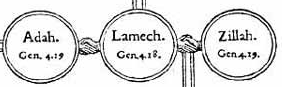 Adah.
Gen. 4.19
Lamech.
Gen. 4.18.
Zillah.
Gen. 4.19.